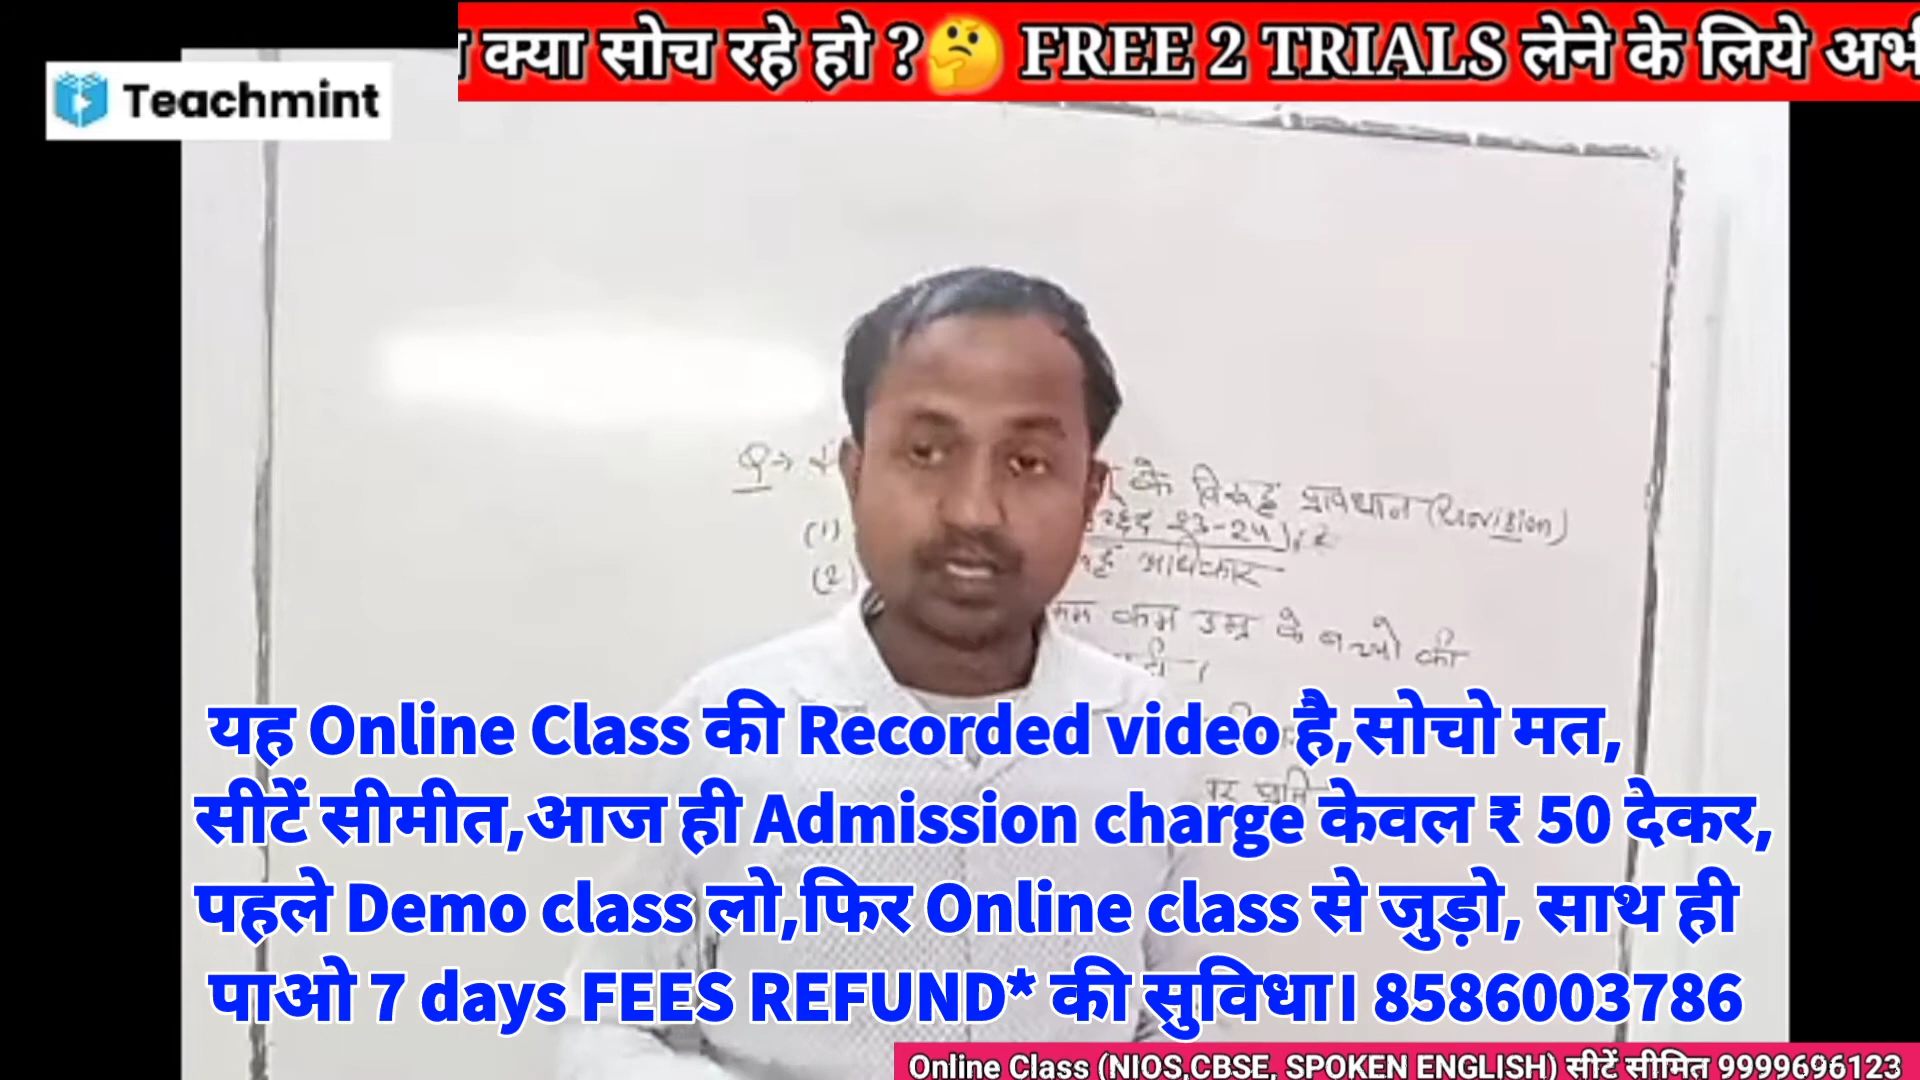 क्या सोच रहे हो ?🤔 FREE 2 TRIALS लेने के लिये अभी
Teachmint
Q→ के विरुद्ध प्रावधान (Provision)
(1) 23-24)
(2) अधिकार
कम उम्र के बच्चो की
यह Online Class की Recorded video है,सोचो मत,
सीटें सीमीत,आज ही Admission charge केवल ₹ 50 देकर,
पहले Demo class लो,फिर Online class से जुड़ो, साथ ही
पाओ 7 days FEES REFUND* की सुविधा। 8586003786
Online Class (NIOS,CBSE, SPOKEN ENGLISH) सीटें सीमित 9999696123